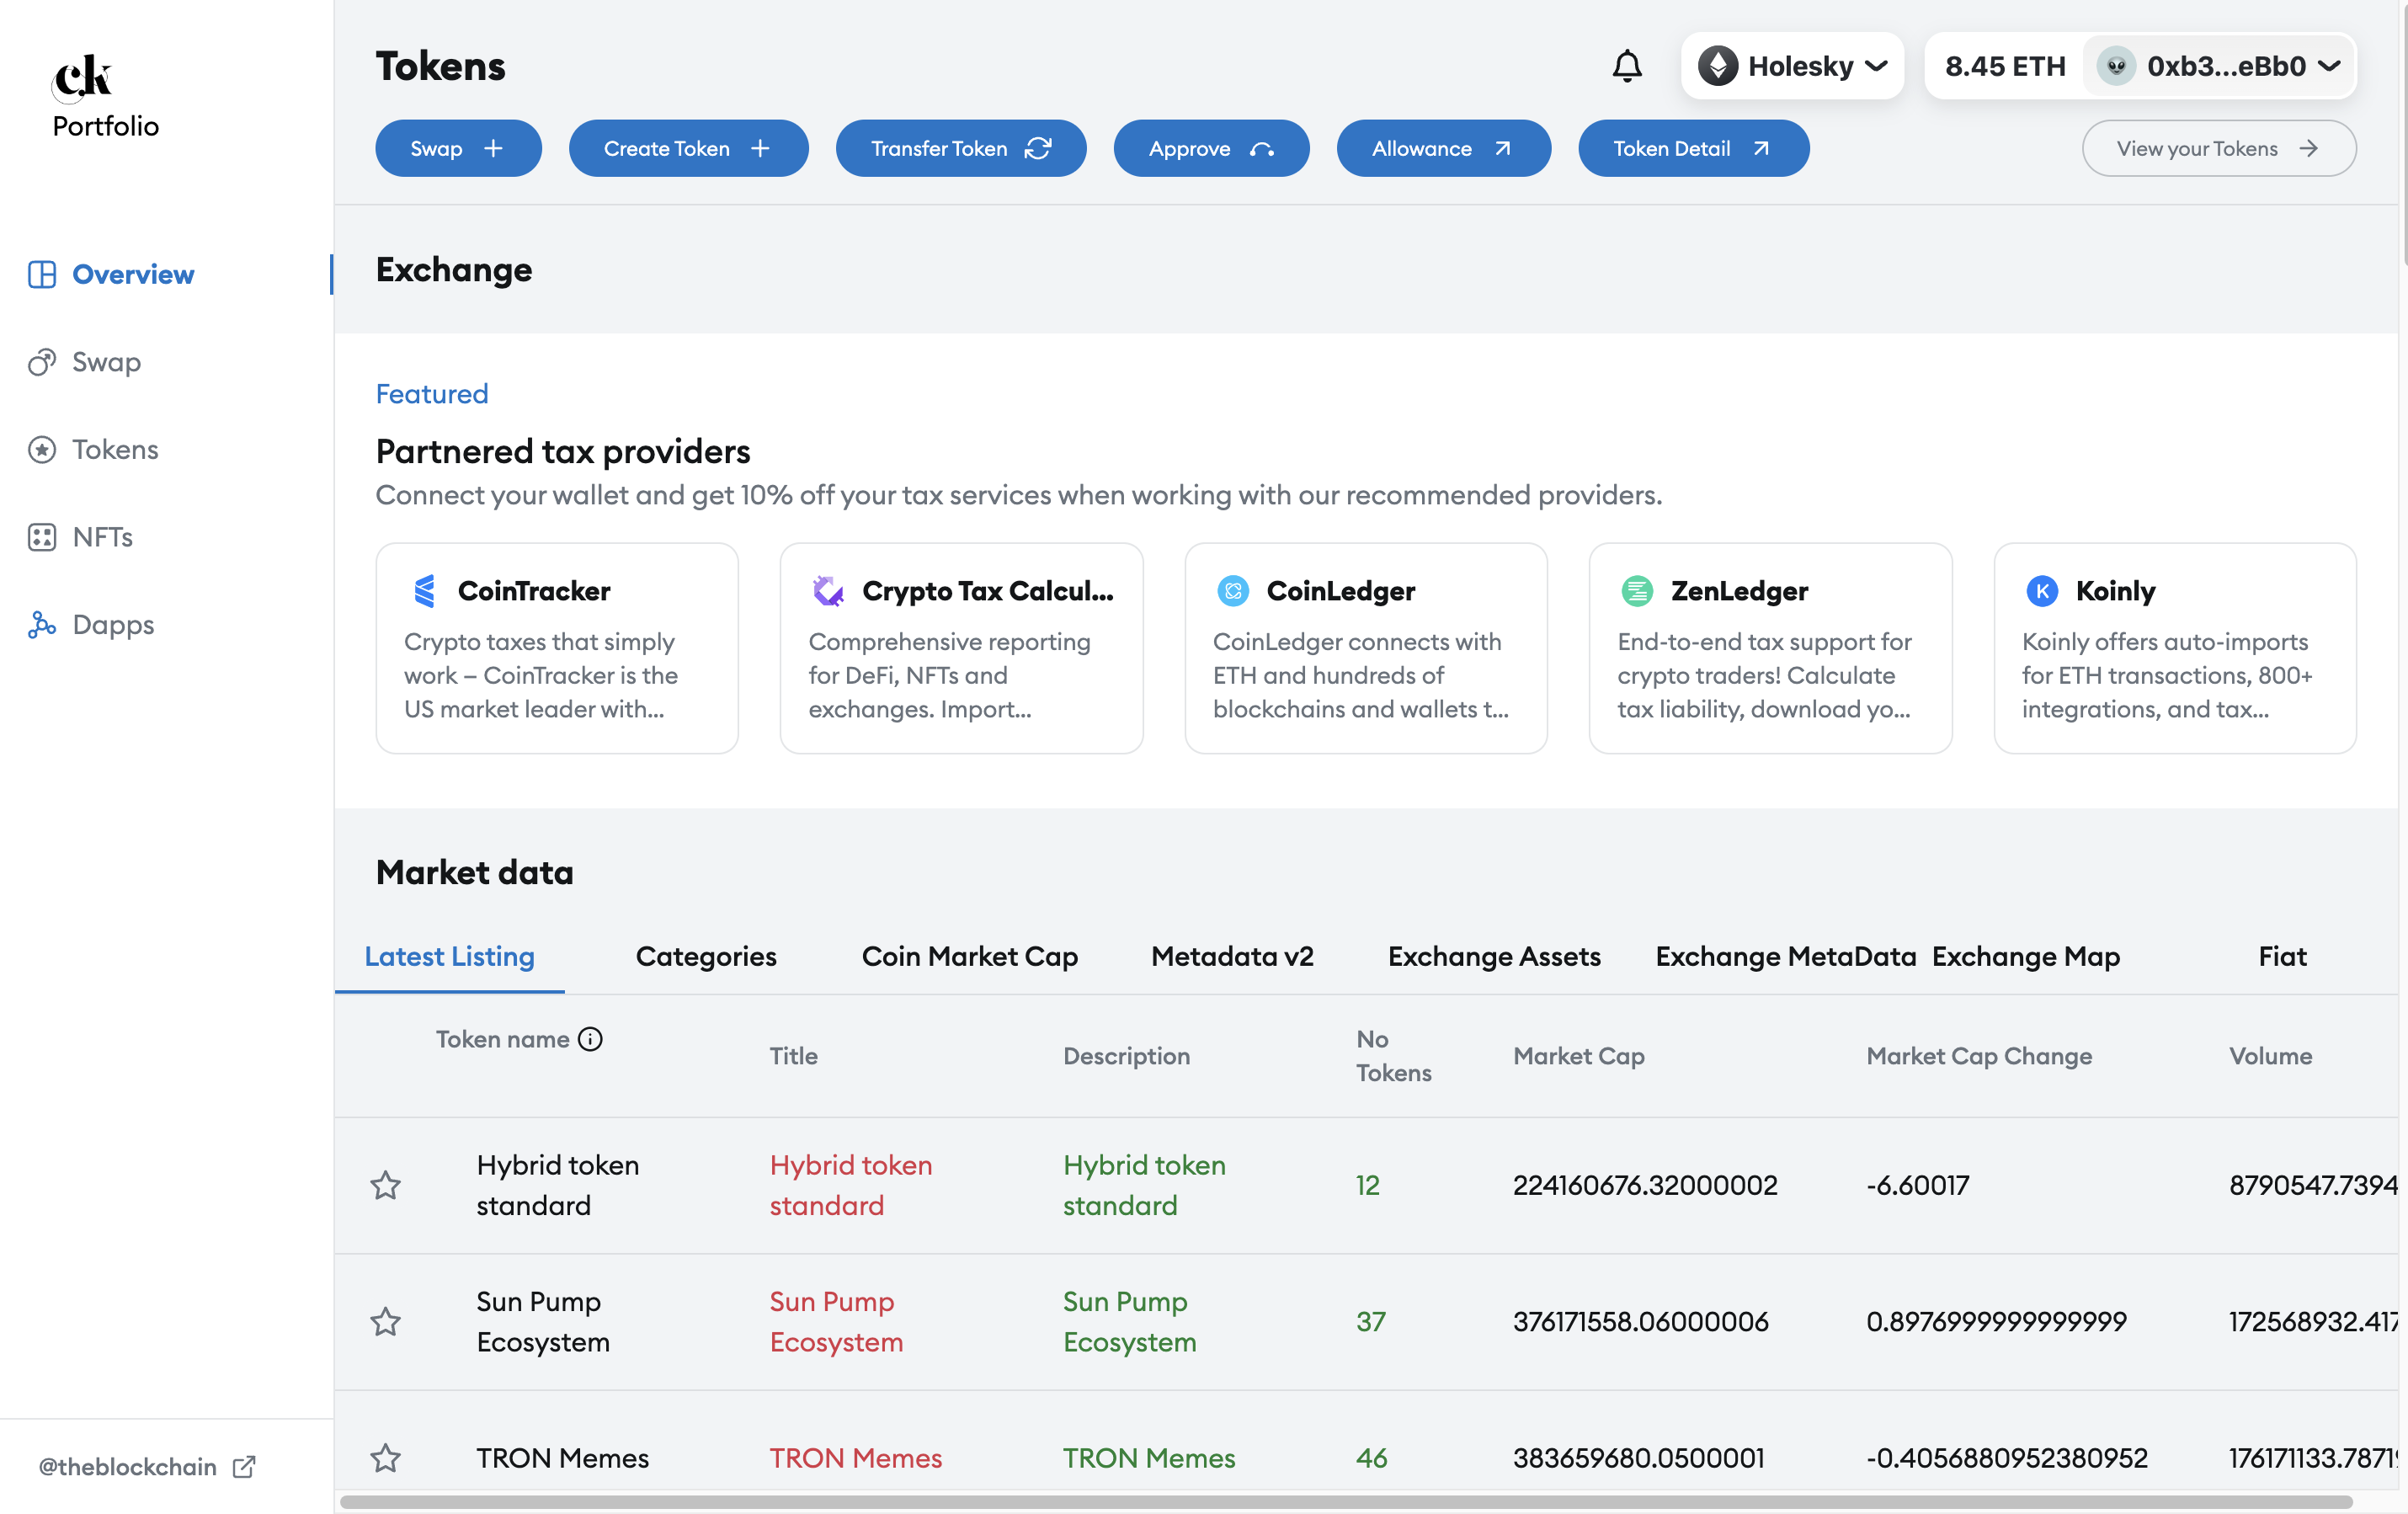 ck
Portfolio
Overview
Swap
Tokens
NFTs
Dapps
@theblockchain
Tokens
Holesky
8.45 ETH
0xb3...eBb0
Swap
Create Token
Transfer Token
Approve
Allowance
Token Detail
View your Tokens
Exchange
Featured
Partnered tax providers
Connect your wallet and get 10% off your tax services when working with our recommended providers.
CoinTracker
Crypto taxes that simply
work – CoinTracker is the
US market leader with...
Crypto Tax Calcul...
Comprehensive reporting
for DeFi, NFTs and
exchanges. Import...
CoinLedger
CoinLedger connects with
ETH and hundreds of
blockchains and wallets t...
ZenLedger
End-to-end tax support for
crypto traders! Calculate
tax liability, download yo...
K
Koinly
Koinly offers auto-imports
for ETH transactions, 800+
integrations, and tax...
Market data
Latest Listing Categories Coin Market Cap Metadata v2 Exchange Assets Exchange MetaData Exchange Map Fiat
Token name
Title
Description
No
Tokens
Market Cap
Market Cap Change
Volume
Hybrid token
standard
Hybrid token
standard
Hybrid token
standard
12
224160676.32000002
-6.60017
8790547.7394
Sun Pump
Ecosystem
Sun Pump
Ecosystem
Sun Pump
Ecosystem
37
376171558.06000006
0.8976999999999999
172568932.417
TRON Memes
TRON Memes
TRON Memes
46
383659680.0500001
-0.4056880952380952
176171133.7871